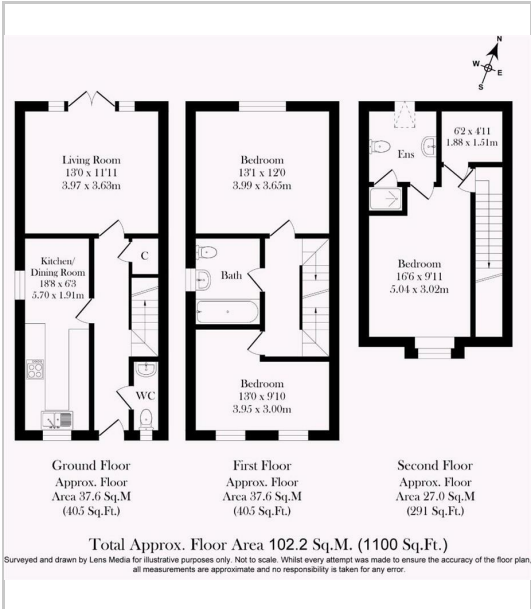 N
W
E
S
Living Room
13'0 x 11'11
3.97 x 3.63m
Kitchen/
Dining Room
18'8 x 6'3
5.70 x 1.91m
C
WC
Bedroom
13'1 x 12'0
3.99 x 3.65m
Bath
Bedroom
13'0 x 9'10
3.95 x 3.00m
Ens
6'2 x 4'11
1.88 x 1.51m
Bedroom
16'6 x 9'11
5.04 x 3.02m
Ground Floor
Approx. Floor
Area 37.6 Sq.M
(405 Sq.Ft.)
First Floor
Approx. Floor
Area 37.6 Sq.M
(405 Sq.Ft.)
Second Floor
Approx. Floor
Area 27.0 Sq.M
(291 Sq.Ft.)
Total Approx. Floor Area 102.2 Sq.M. (1100 Sq.Ft.)
Surveyed and drawn by Lens Media for illustrative purposes only. Not to scale. Whilst every attempt was made to ensure the accuracy of the floor plan,
all measurements are approximate and no responsibility is taken for any error.